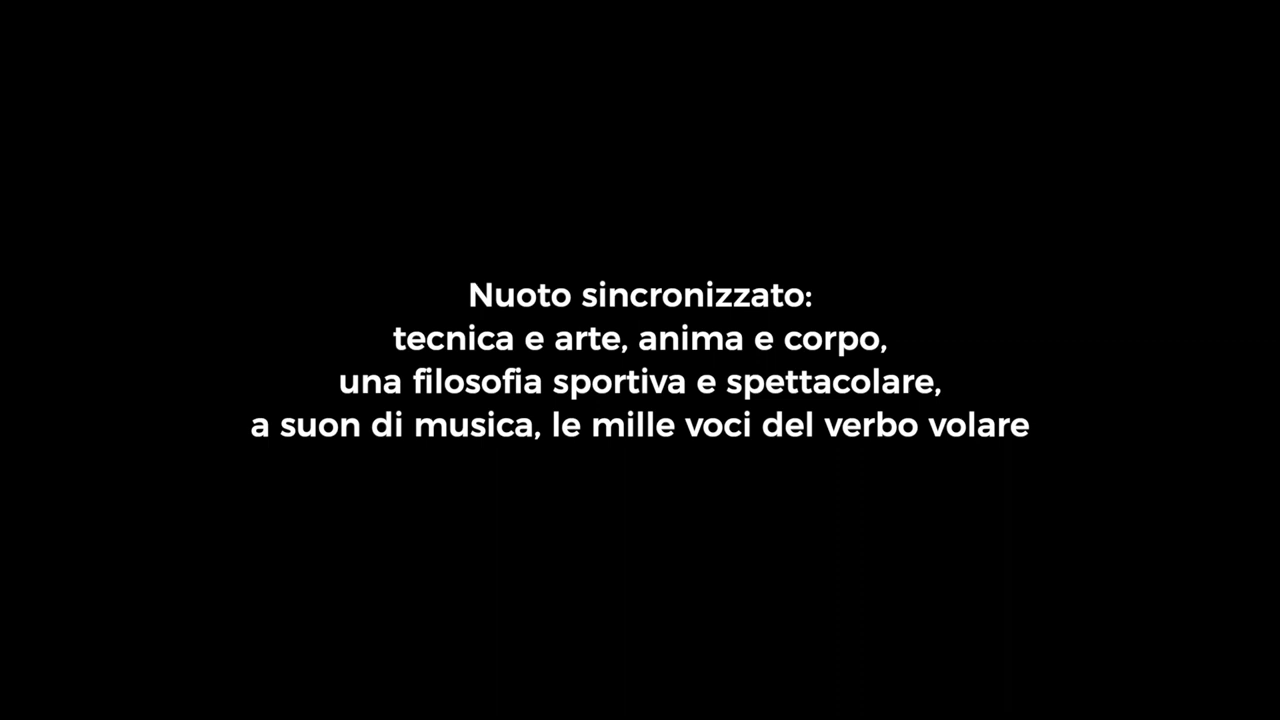 Nuoto sincronizzato:
tecnica e arte, anima e corpo,
una filosofia sportiva e spettacolare,
a suon di musica, le mille voci del verbo volare